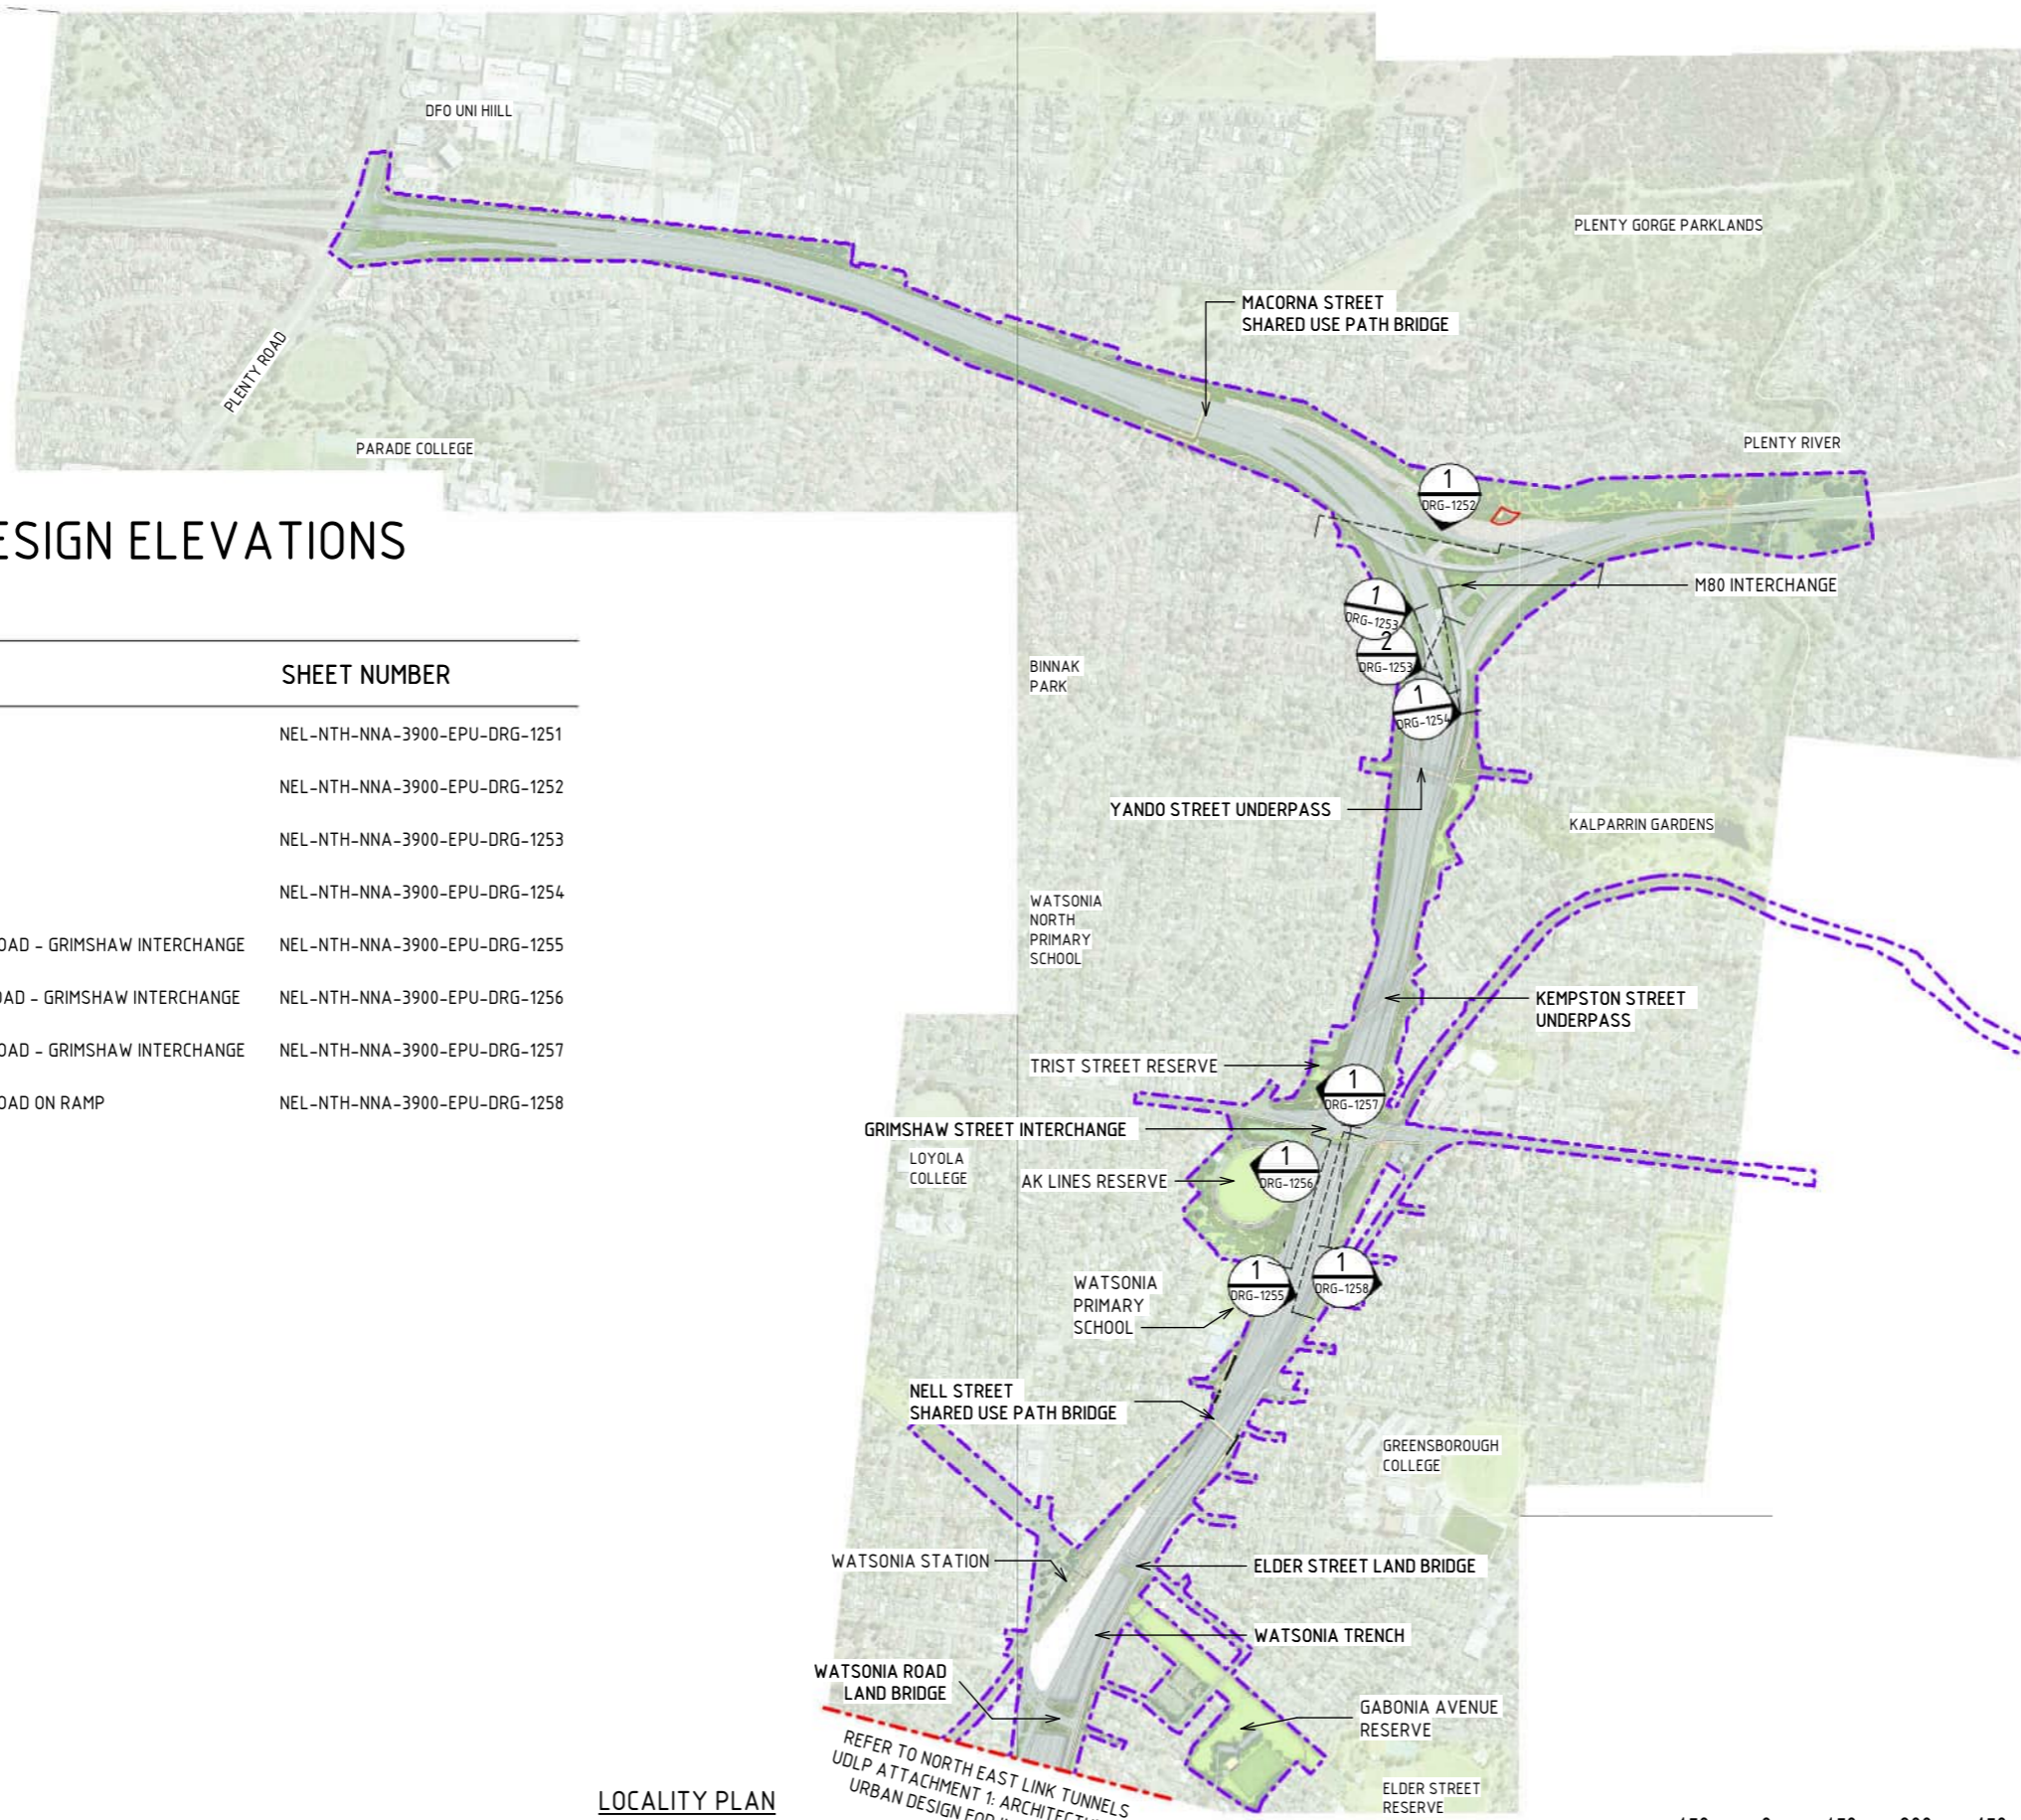 DFO UNI HIILL
PLENTY GORGE PARKLANDS
MACORNA STREET
SHARED USE PATH BRIDGE
PLENTY ROAD
PARADE COLLEGE
PLENTY RIVER
1
DRG-1252
ESIGN ELEVATIONS
M80 INTERCHANGE
1
DRG-1253
2
DRG-1253
1
DRG-1254
BINNAK
PARK
SHEET NUMBER
NEL-NTH-NNA-3900-EPU-DRG-1251
NEL-NTH-NNA-3900-EPU-DRG-1252
NEL-NTH-NNA-3900-EPU-DRG-1253
NEL-NTH-NNA-3900-EPU-DRG-1254
OAD - GRIMSHAW INTERCHANGE NEL-NTH-NNA-3900-EPU-DRG-1255
OAD - GRIMSHAW INTERCHANGE NEL-NTH-NNA-3900-EPU-DRG-1256
OAD - GRIMSHAW INTERCHANGE NEL-NTH-NNA-3900-EPU-DRG-1257
OAD ON RAMP NEL-NTH-NNA-3900-EPU-DRG-1258
YANDO STREET UNDERPASS
KALPARRIN GARDENS
WATSONIA
NORTH
PRIMARY
SCHOOL
KEMPSTON STREET
UNDERPASS
TRIST STREET RESERVE
1
DRG-1257
GRIMSHAW STREET INTERCHANGE
LOYOLA
COLLEGE
AK LINES RESERVE
1
DRG-1256
WATSONIA
PRIMARY
SCHOOL
1
DRG-1255
1
DRG-1258
NELL STREET
SHARED USE PATH BRIDGE
GREENSBOROUGH
COLLEGE
WATSONIA STATION
ELDER STREET LAND BRIDGE
WATSONIA TRENCH
WATSONIA ROAD
LAND BRIDGE
GABONIA AVENUE
RESERVE
REFER TO NORTH EAST LINK TUNNELS
UDLP ATTACHMENT 1:
URBAN DESIGN FOR
ELDER STREET
RESERVE
LOCALITY PLAN